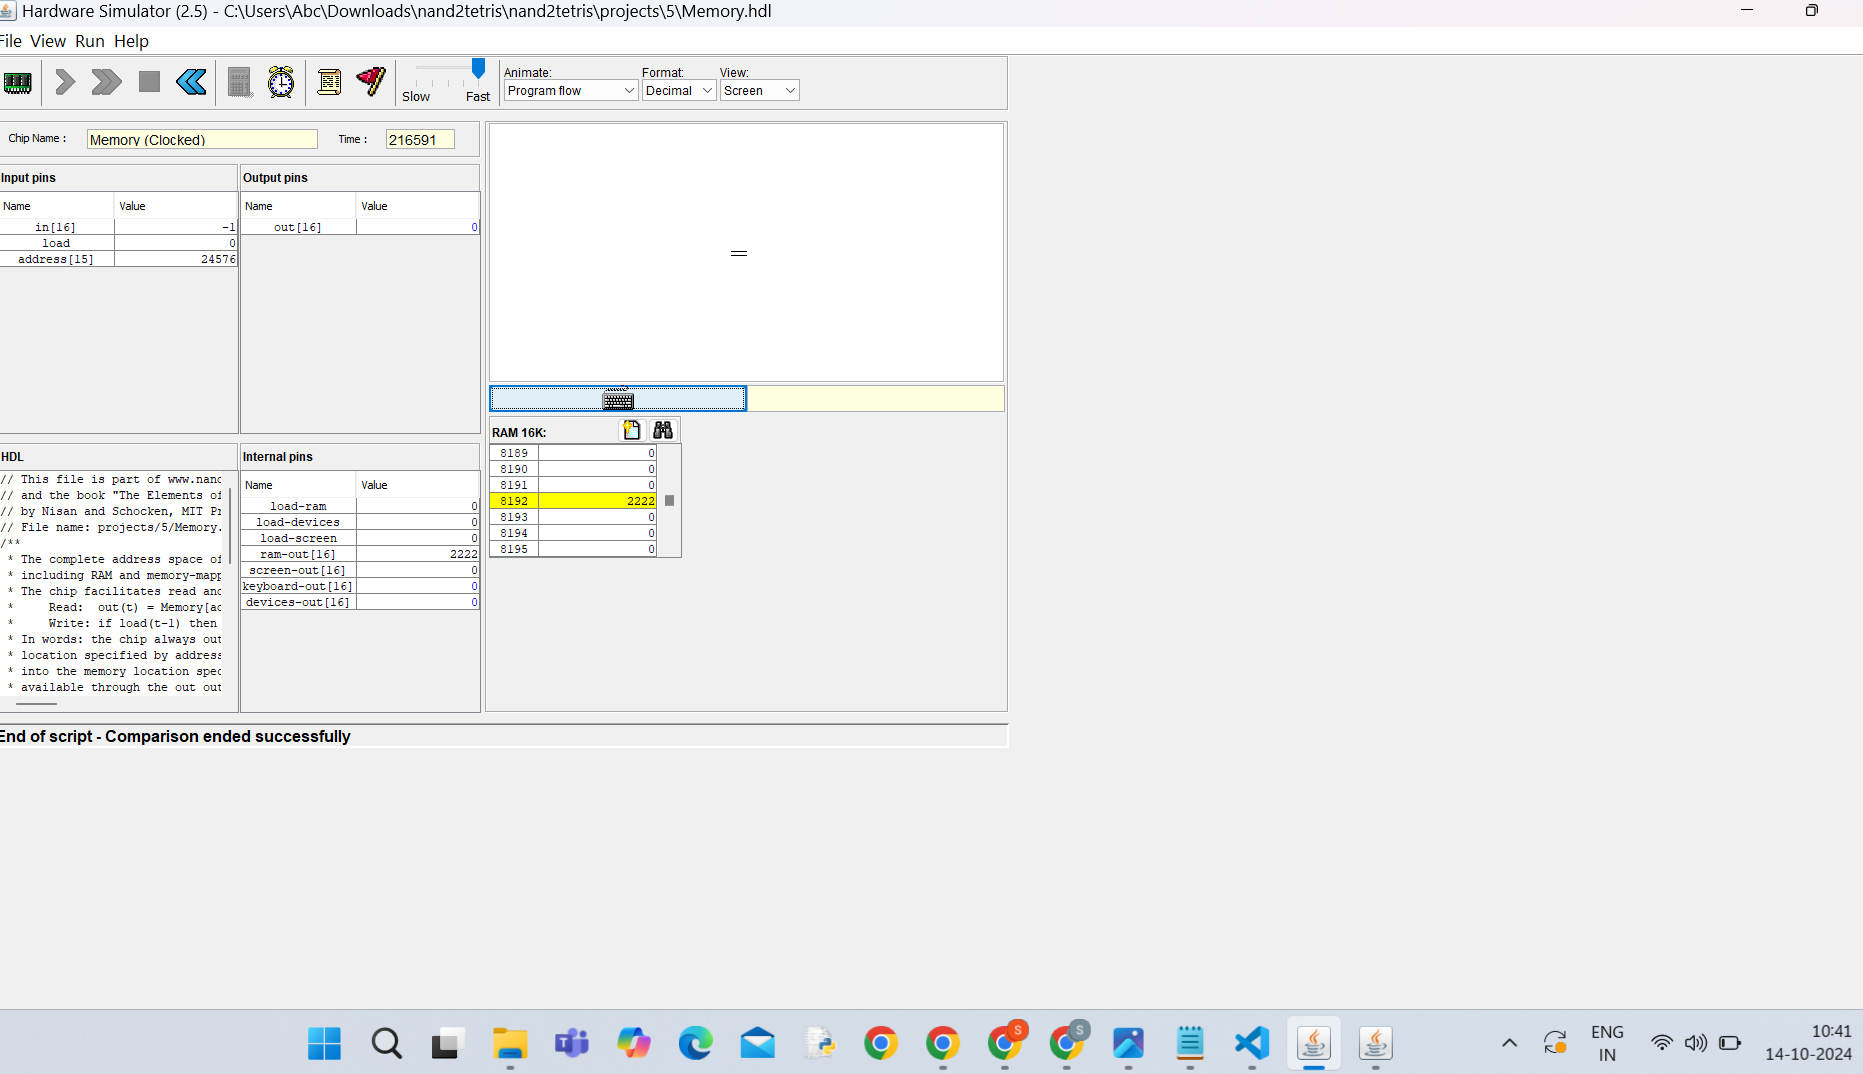 Hardware Simulator (2.5) - C:\Users\Abc\Downloads\nand2tetris\nand2tetris\projects\5\Memory.hdl
File View Run Help
Slow Fast
Animate: Format: View:
Program flow Decimal Screen
Chip Name : Memory (Clocked) Time : 216591
Input pins
Name Value
in[16] -1
load 0
address[15] 24576
Output pins
Name Value
out[16] 0
RAM 16K:
8189 0
8190 0
8191 0
8192 2222
8193 0
8194 0
8195 0
HDL
// This file is part of www.nand
// and the book "The Elements of
// by Nisan and Schocken, MIT Pr
// File name: projects/5/Memory.
/**
* The complete address space of
* including RAM and memory-mapp
* The chip facilitates read and
* Read: out(t) = Memory[ad
* Write: if load(t-1) then
* In words: the chip always out
* location specified by address
* into the memory location spec
* available through the out out
Internal pins
Name Value
load-ram 0
load-devices 0
load-screen 0
ram-out[16] 2222
screen-out[16] 0
keyboard-out[16] 0
devices-out[16] 0
End of script - Comparison ended successfully
S S
ENG
IN
10:41
14-10-2024